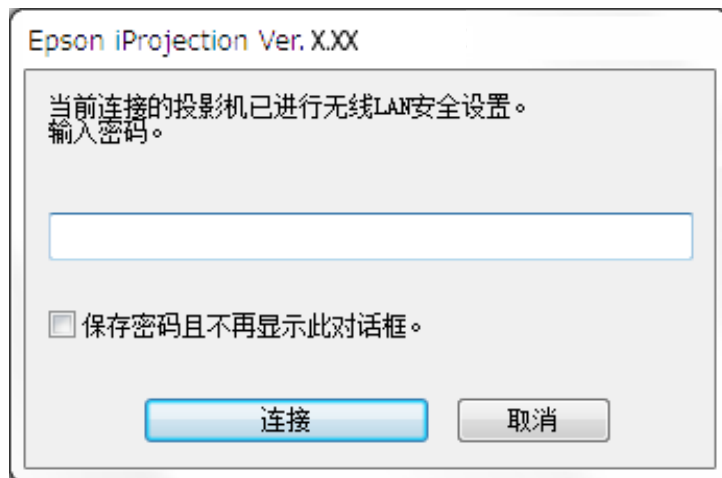 Epson iProjection Ver. X.XX
当前连接的投影机已进行无线LAN安全设置。
输入密码。
保存密码且不再显示此对话框。
连接
取消